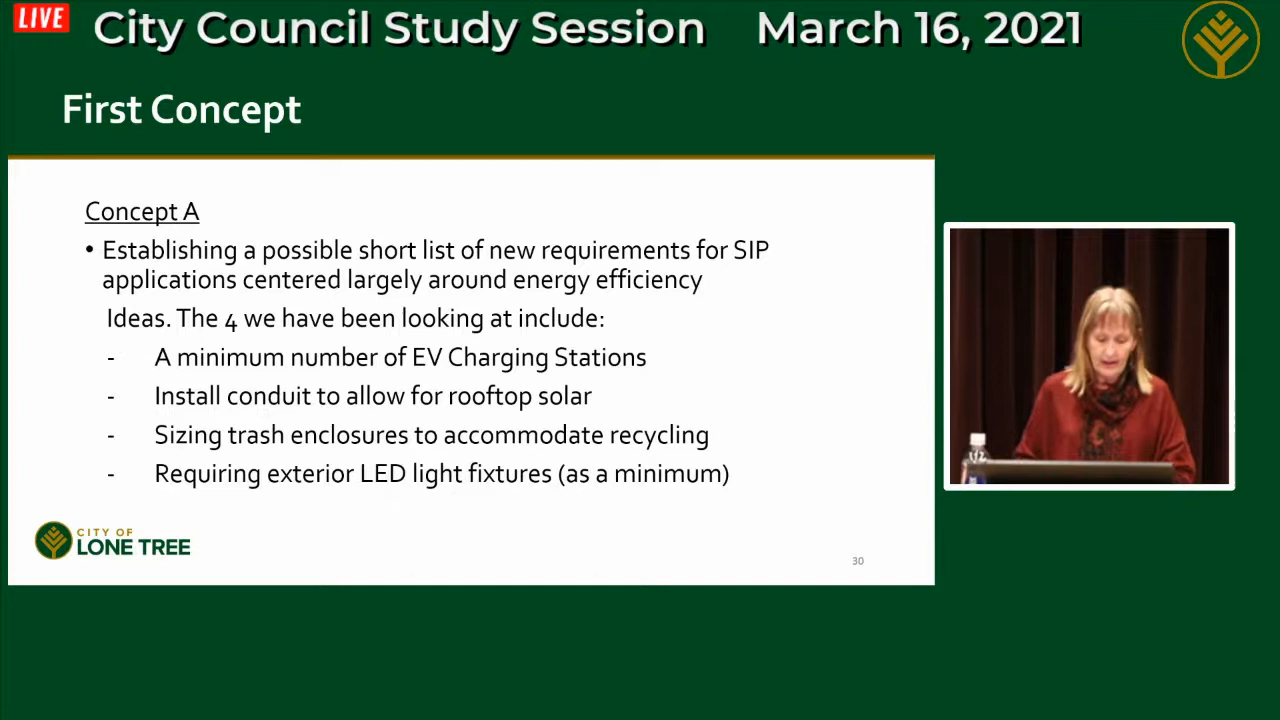 LIVE
City Council Study Session March 16, 2021
First Concept
Concept A
• Establishing a possible short list of new requirements for SIP
applications centered largely around energy efficiency
Ideas. The 4 we have been looking at include:
- A minimum number of EV Charging Stations
- Install conduit to allow for rooftop solar
- Sizing trash enclosures to accommodate recycling
- Requiring exterior LED light fixtures (as a minimum)
CITY OF
LONE TREE
30